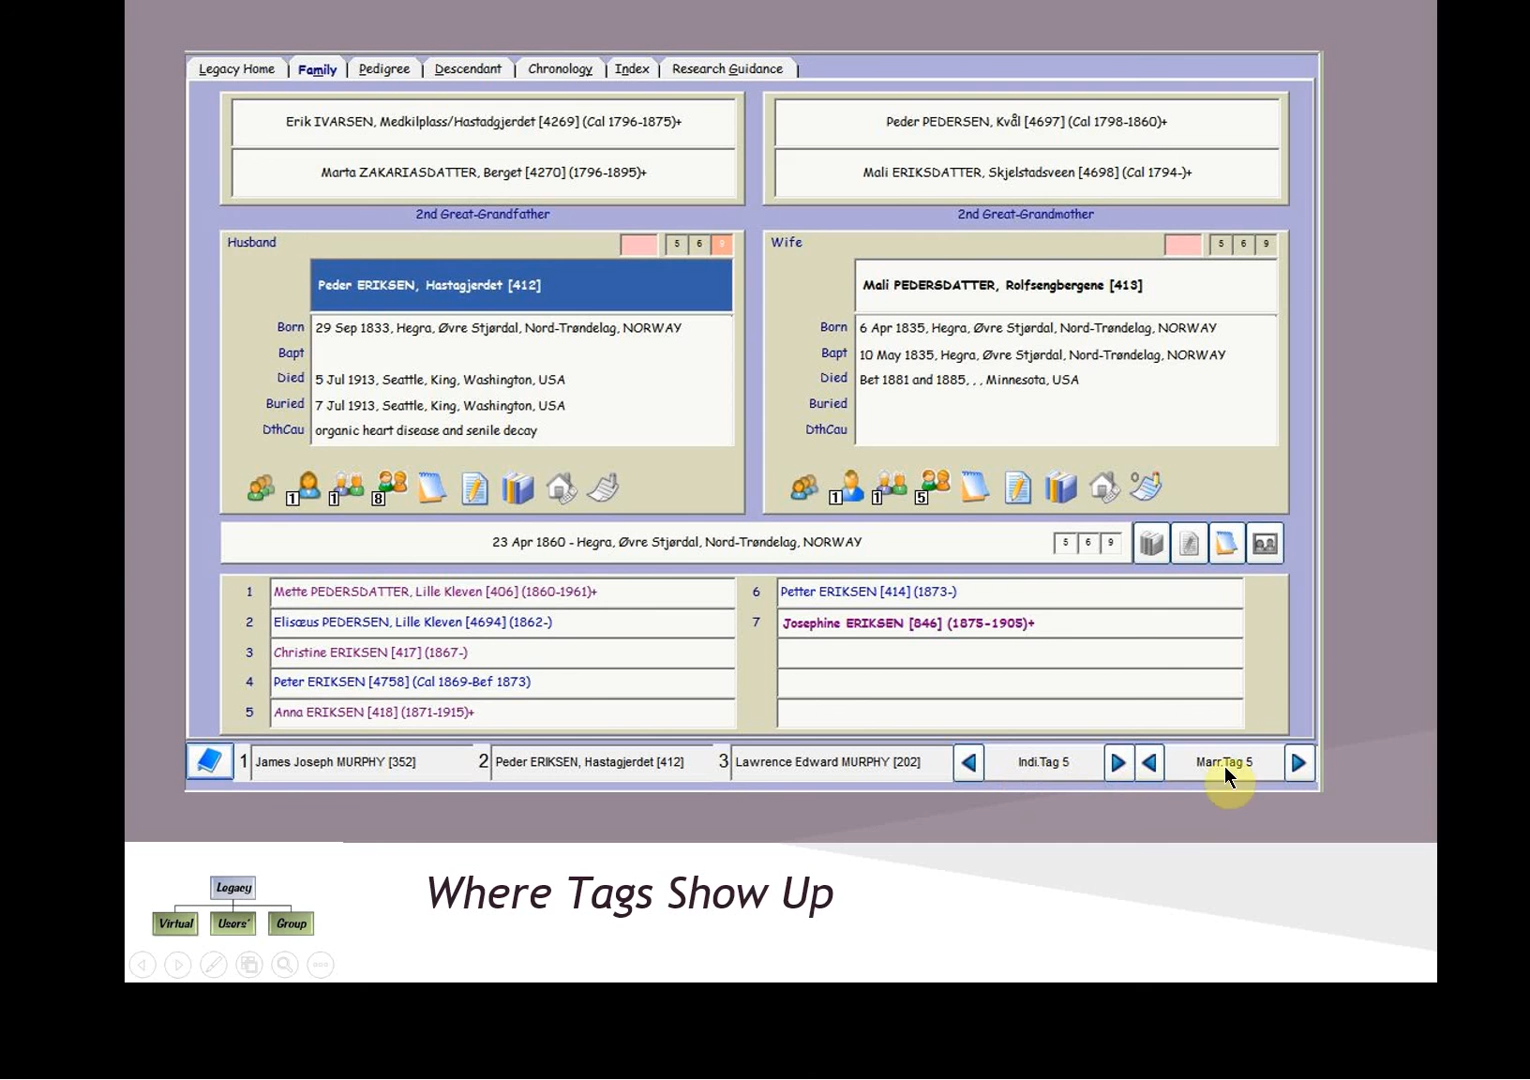 Legacy Home Family Pedigree Descendant Chronology Index Research Guidance
Erik IVARSEN, Medkilplass/Hastadgjerdet [4269] (Cal 1796-1875)+
Marta ZAKARIASDATTER, Berget [4270] (1796-1895)+
Peder PEDERSEN, Kvål [4697] (Cal 1798-1860)+
Mali ERIKSDATTER, Skjelstadsveen [4698] (Cal 1794-)+
2nd Great-Grandfather
2nd Great-Grandmother
Husband 5 6 9
Peder ERIKSEN, Hastagjerdet [412]
Born 29 Sep 1833, Hegra, Øvre Stjørdal, Nord-Trøndelag, NORWAY
Bapt
Died 5 Jul 1913, Seattle, King, Washington, USA
Buried 7 Jul 1913, Seattle, King, Washington, USA
DthCau organic heart disease and senile decay
1 1 8
Wife 5 6 9
Mali PEDERSDATTER, Rolfsengbergene [413]
Born 6 Apr 1835, Hegra, Øvre Stjørdal, Nord-Trøndelag, NORWAY
Bapt 10 May 1835, Hegra, Øvre Stjørdal, Nord-Trøndelag, NORWAY
Died Bet 1881 and 1885, , , Minnesota, USA
Buried
DthCau
1 1 5
23 Apr 1860 - Hegra, Øvre Stjørdal, Nord-Trøndelag, NORWAY 5 6 9
1 Mette PEDERSDATTER, Lille Kleven [406] (1860-1961)+
2 Elisæus PEDERSEN, Lille Kleven [4694] (1862-)
3 Christine ERIKSEN [417] (1867-)
4 Peter ERIKSEN [4758] (Cal 1869-Bef 1873)
5 Anna ERIKSEN [418] (1871-1915)+
6 Petter ERIKSEN [414] (1873-)
7 Josephine ERIKSEN [846] (1875-1905)+
1 James Joseph MURPHY [352] 2 Peder ERIKSEN, Hastagjerdet [412] 3 Lawrence Edward MURPHY [202] Indi.Tag 5 Marr.Tag 5
Where Tags Show Up
Legacy
Virtual Users' Group